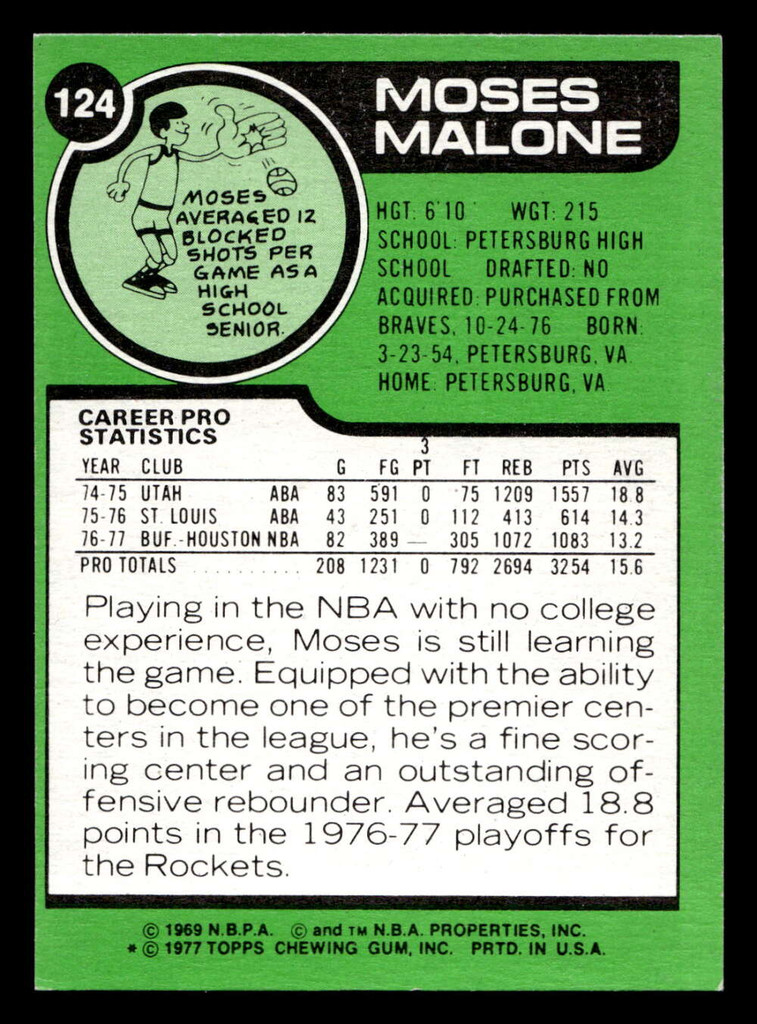 124
MOSES
MALONE
MOSES
AVERAGED 12
BLOCKED
SHOTS PER
GAME AS A
HIGH
SCHOOL
SENIOR.
HGT: 6'10 WGT: 215
SCHOOL: PETERSBURG HIGH
SCHOOL DRAFTED: NO
ACQUIRED: PURCHASED FROM
BRAVES, 10-24-76 BORN:
3-23-54, PETERSBURG, VA.
HOME: PETERSBURG, VA.
CAREER PRO
STATISTICS
YEAR CLUB G FG 3 PT FT REB PTS AVG
74-75 UTAH ABA 83 591 0 75 1209 1557 18.8
75-76 ST. LOUIS ABA 43 251 0 112 413 614 14.3
76-77 BUF.-HOUSTON NBA 82 389 — 305 1072 1083 13.2
PRO TOTALS .......... 208 1231 0 792 2694 3254 15.6
Playing in the NBA with no college
experience, Moses is still learning
the game. Equipped with the ability
to become one of the premier cen-
ters in the league, he's a fine scor-
ing center and an outstanding of-
fensive rebounder. Averaged 18.8
points in the 1976-77 playoffs for
the Rockets.
© 1969 N.B.P.A. © and TM N.B.A. PROPERTIES, INC.
* © 1977 TOPPS CHEWING GUM, INC. PRTD. IN U.S.A.